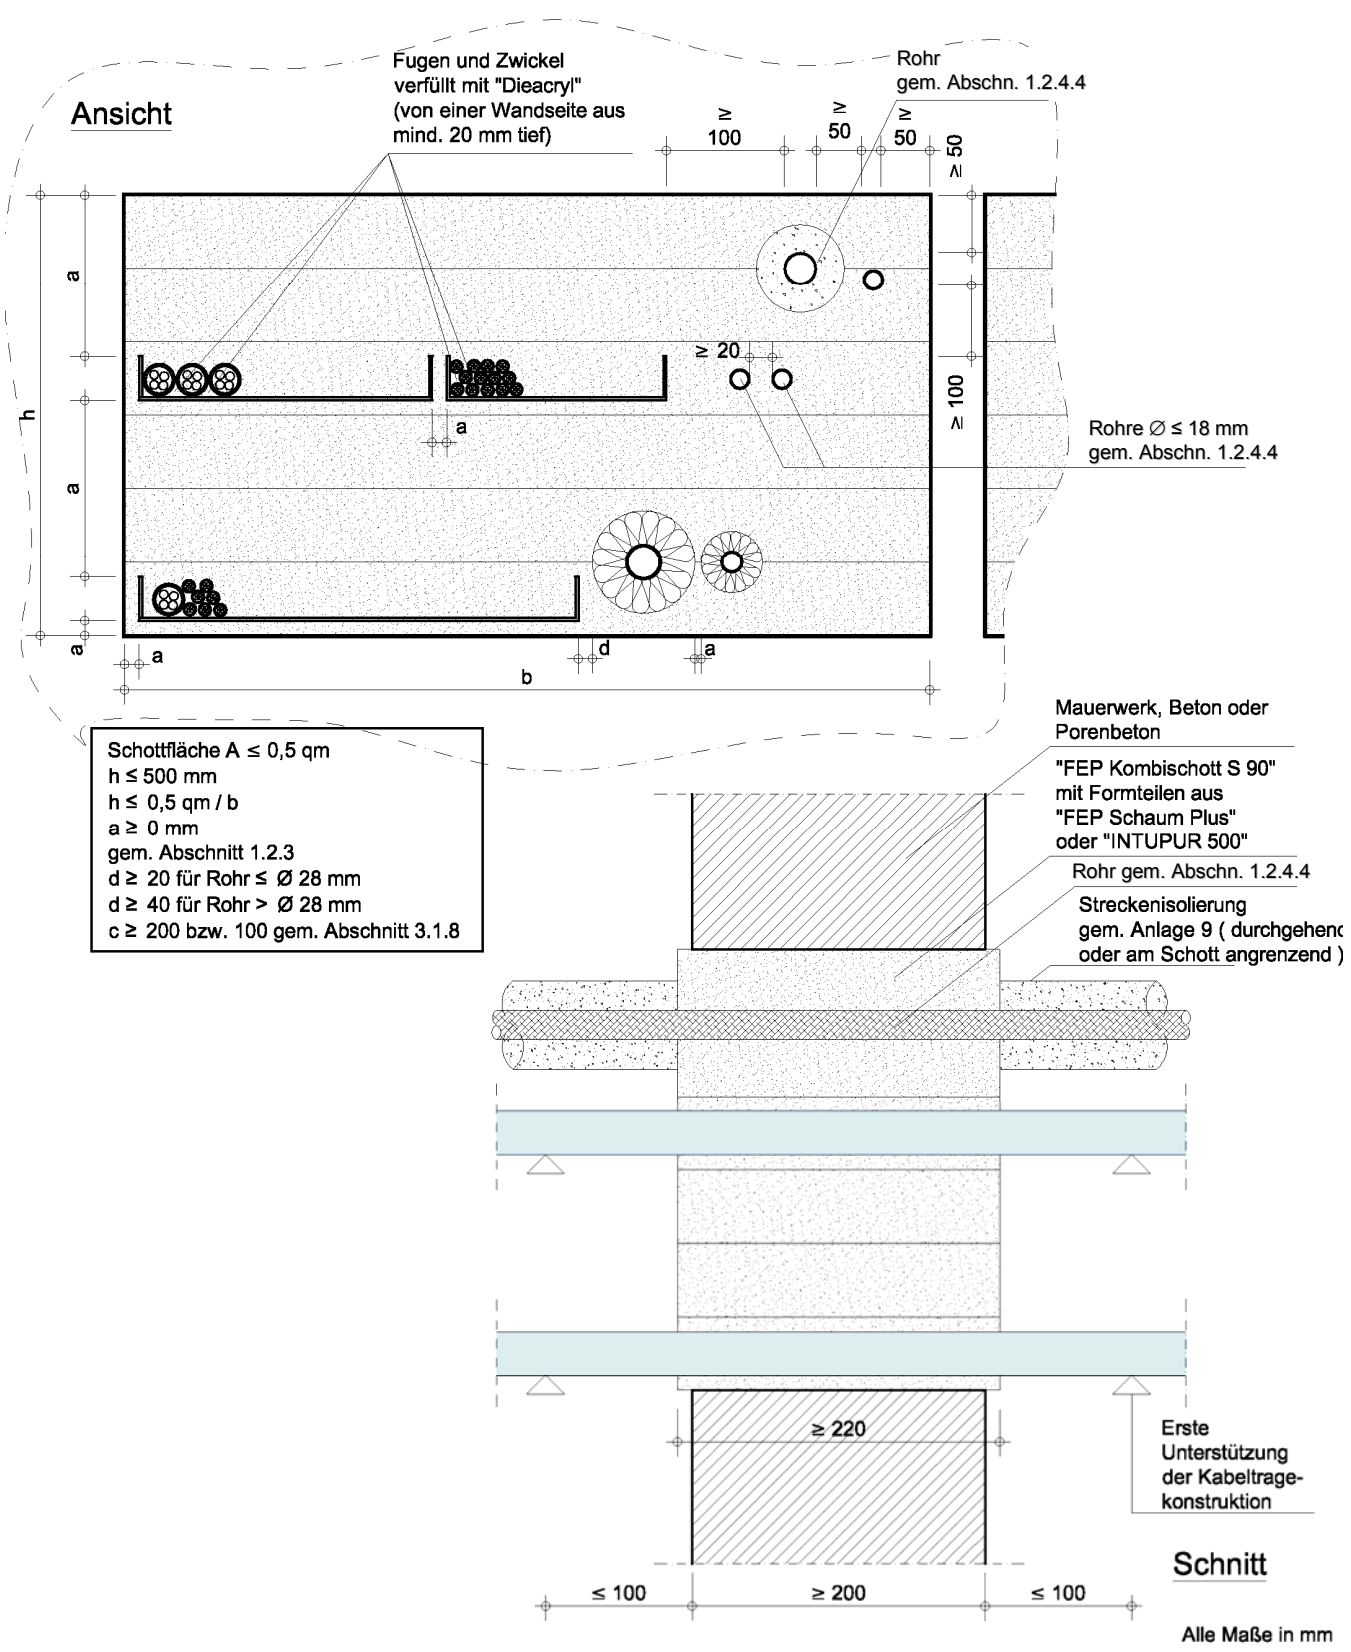 Ansicht
Fugen und Zwickel
verfüllt mit "Dieacryl"
(von einer Wandseite aus
mind. 20 mm tief)
Rohr
gem. Abschn. 1.2.4.4
≥
100
≥
50
≥
50
≥ 50
a
h
≥ 20
≥ 100
a
a
Rohre ∅ ≤ 18 mm
gem. Abschn. 1.2.4.4
a
a
d
a
b
Schottfläche A ≤ 0,5 qm
h ≤ 500 mm
h ≤ 0,5 qm / b
a ≥ 0 mm
gem. Abschnitt 1.2.3
d ≥ 20 für Rohr ≤ Ø 28 mm
d ≥ 40 für Rohr > Ø 28 mm
c ≥ 200 bzw. 100 gem. Abschnitt 3.1.8
Mauerwerk, Beton oder
Porenbeton
"FEP Kombischott S 90"
mit Formteilen aus
"FEP Schaum Plus"
oder "INTUPUR 500"
Rohr gem. Abschn. 1.2.4.4
Streckenisolierung
gem. Anlage 9 ( durchgehend
oder am Schott angrenzend )
≥ 220
Erste
Unterstützung
der Kabeltrage-
konstruktion
Schnitt
≤ 100
≥ 200
≤ 100
Alle Maße in mm